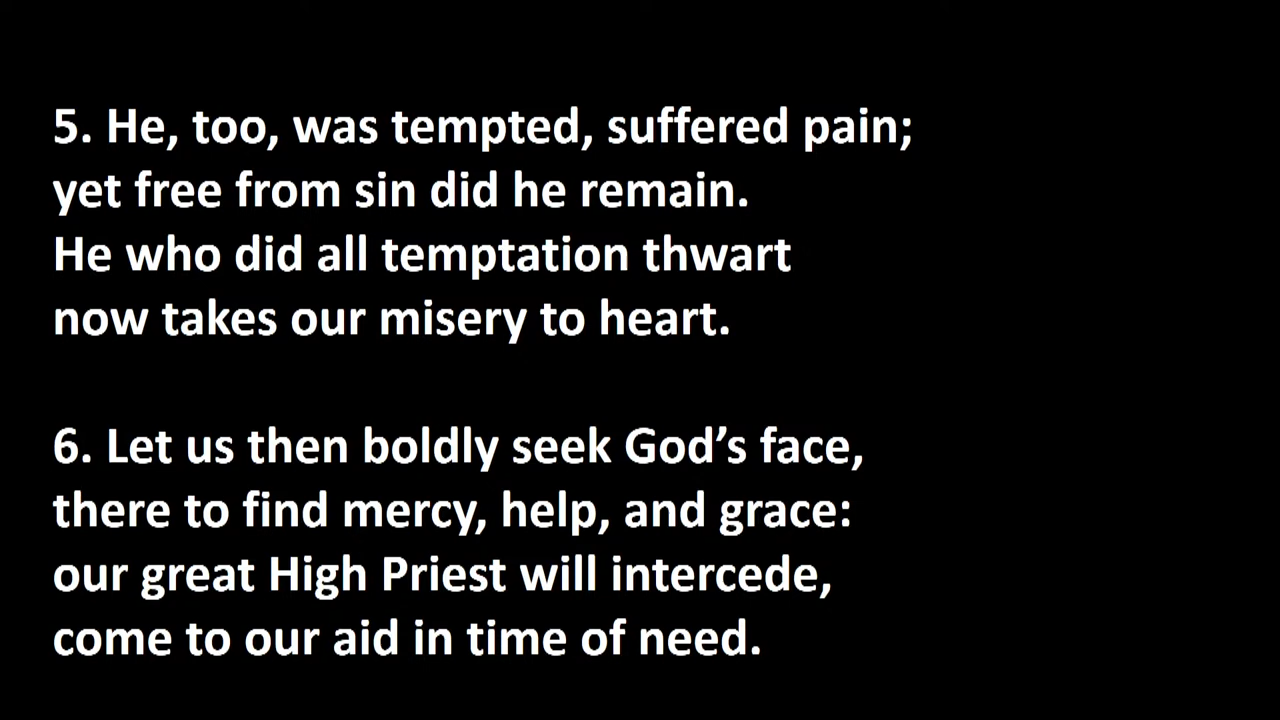 5. He, too, was tempted, suffered pain;
yet free from sin did he remain.
He who did all temptation thwart
now takes our misery to heart.
6. Let us then boldly seek God’s face,
there to find mercy, help, and grace:
our great High Priest will intercede,
come to our aid in time of need.